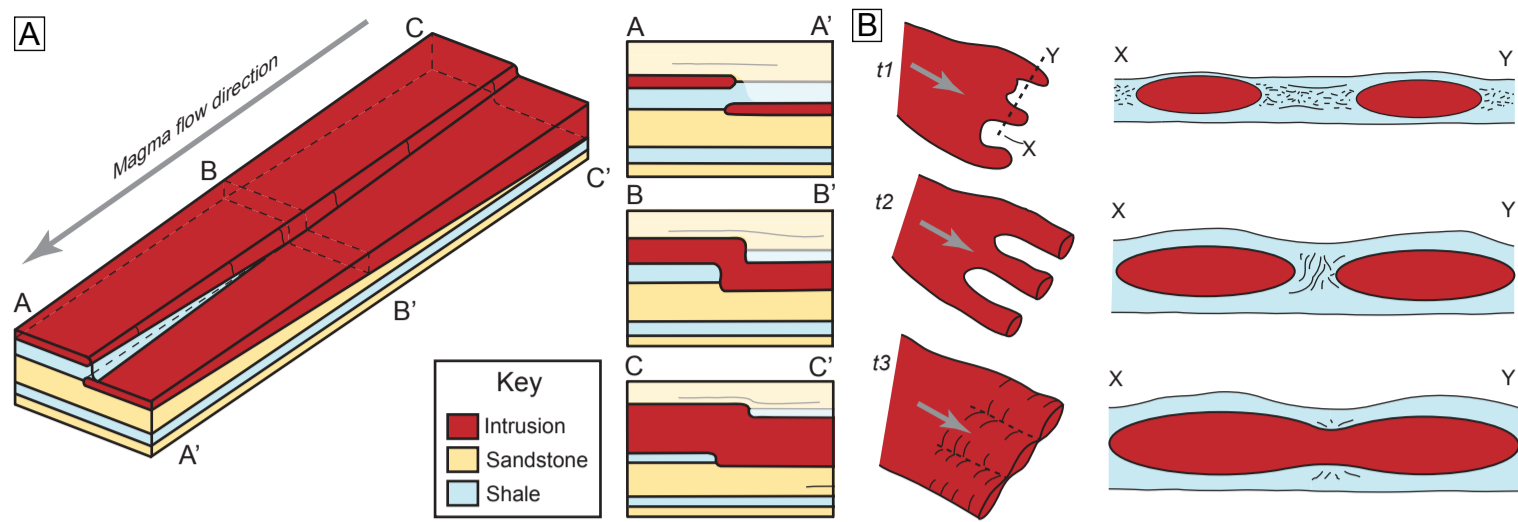 A
Magma flow direction
C
B
C’
A
B’
A’
Key
Intrusion
Sandstone
Shale
A A’
B B’
C C’
B
t1
Y
X
X Y
t2
X Y
t3
X Y